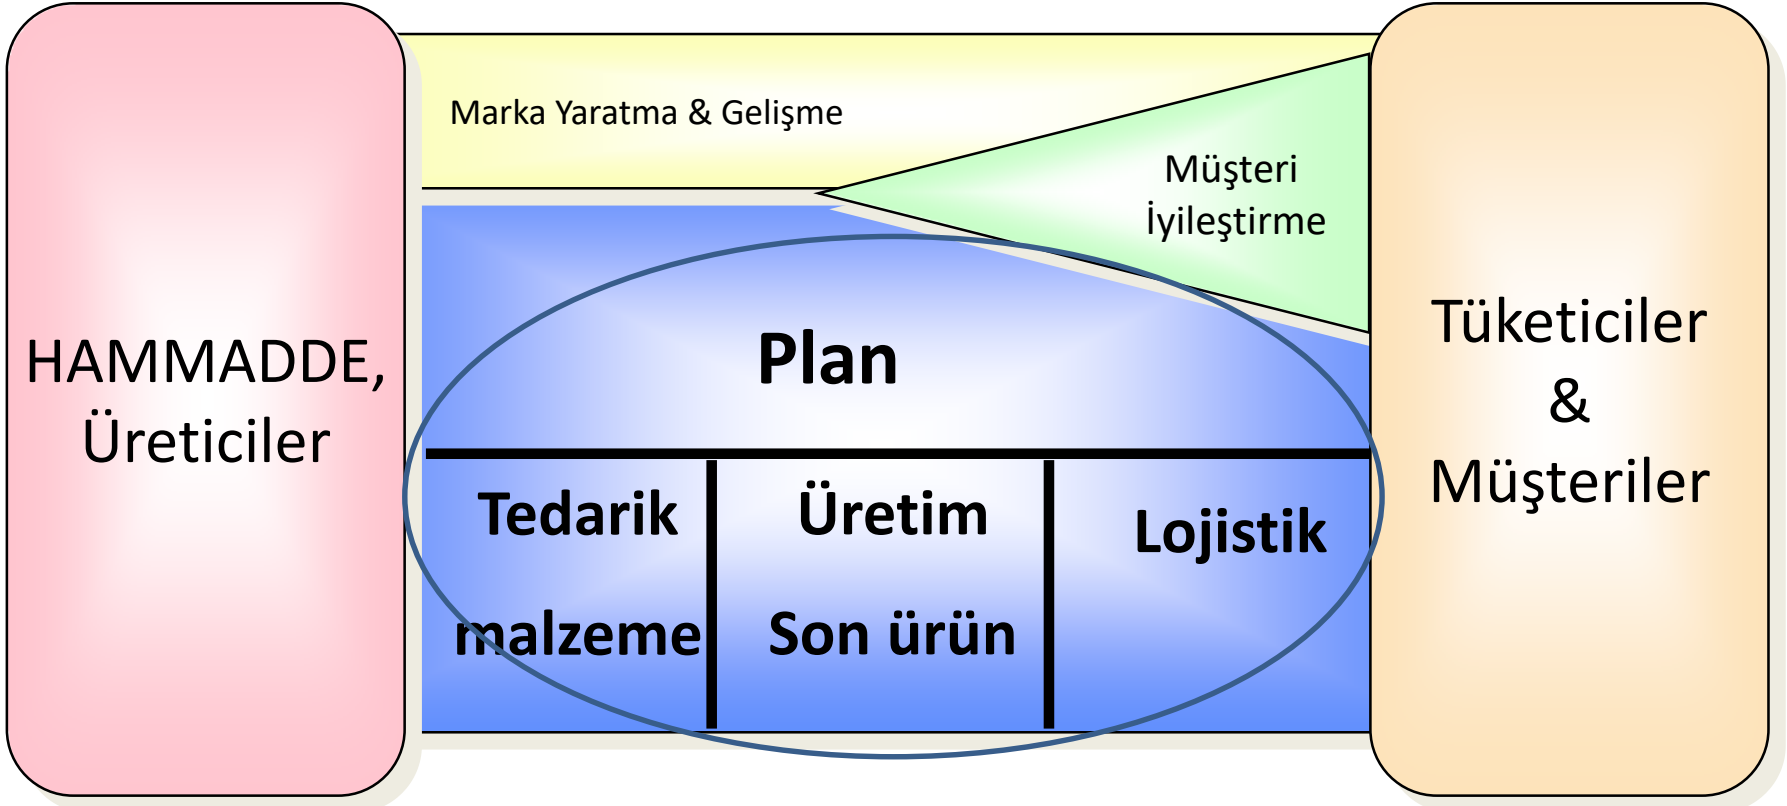 HAMMADDE,
Üreticiler
Marka Yaratma & Gelişme
Müşteri
İyileştirme
Plan
Tedarik
malzeme
Üretim
Son ürün
Lojistik
Tüketiciler
&
Müşteriler